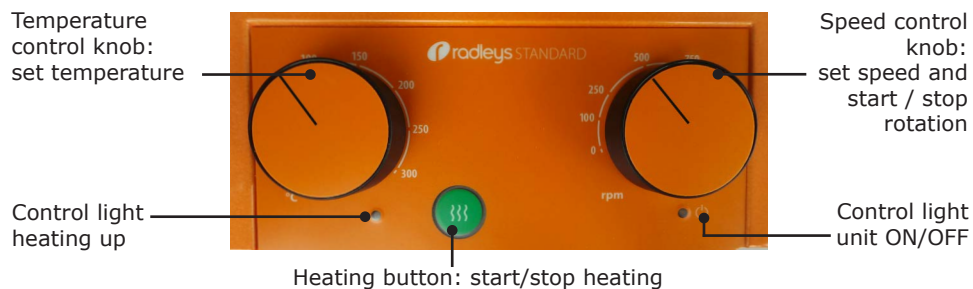 Temperature
control knob:
set temperature
Speed control
knob:
set speed and
start / stop
rotation
radleys STANDARD
150
200
250
300
°C
500
250
100
0
rpm
Control light
heating up
Control light
unit ON/OFF
Heating button: start/stop heating